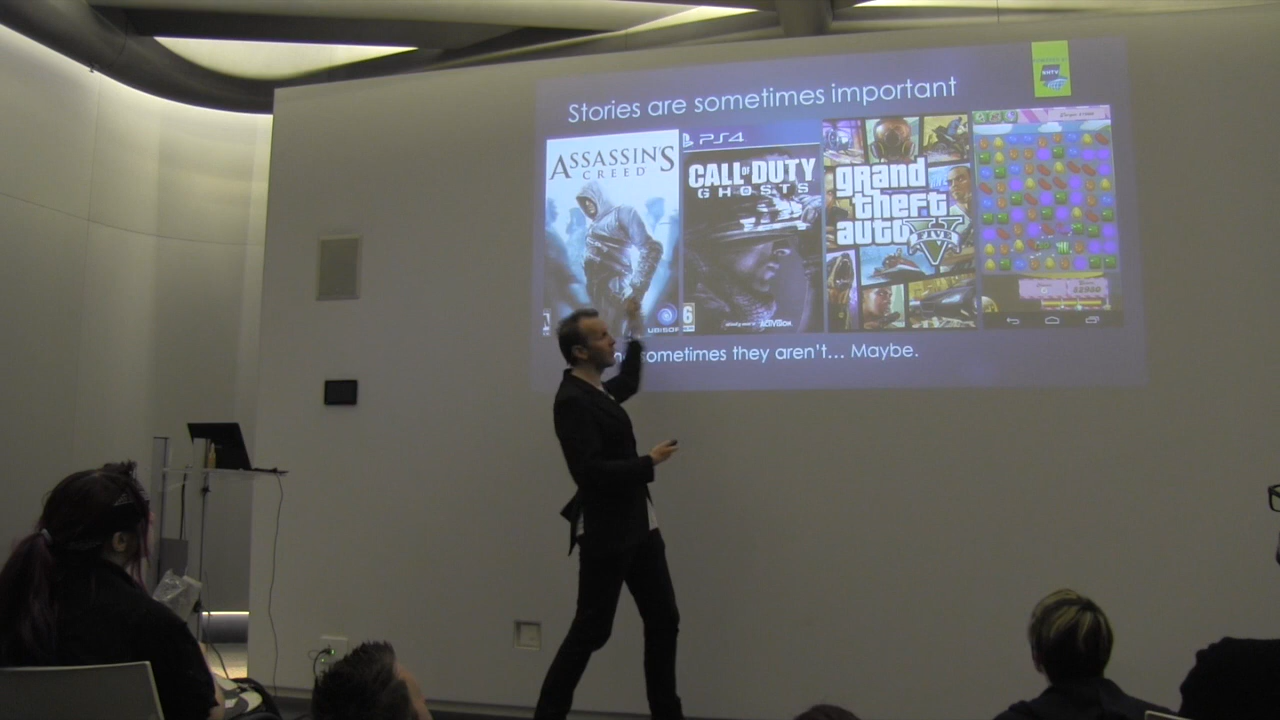 Stories are sometimes important
ASSASSIN'S
CREED
UBISOFT
PS4
CALL OF DUTY
GHOSTS
ACTIVISION
grand
theft
auto
FIVE
sometimes they aren't... Maybe.